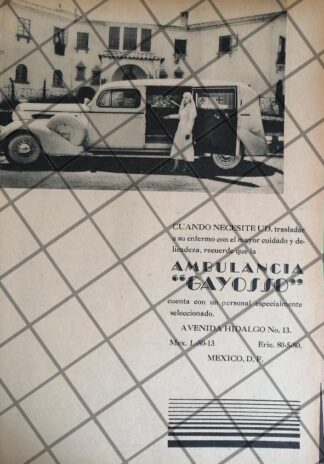 CUANDO NECESITE UD. trasladar
a su enfermo con el mayor cuidado y de-
licadeza, recuerde que la
AMBULANCIA
"GAYOSSO"
cuenta con un personal especialmente
seleccionado.
AVENIDA HIDALGO No. 13.
Mex. L-80-13 Eric. 80-5-80.
MEXICO, D. F.